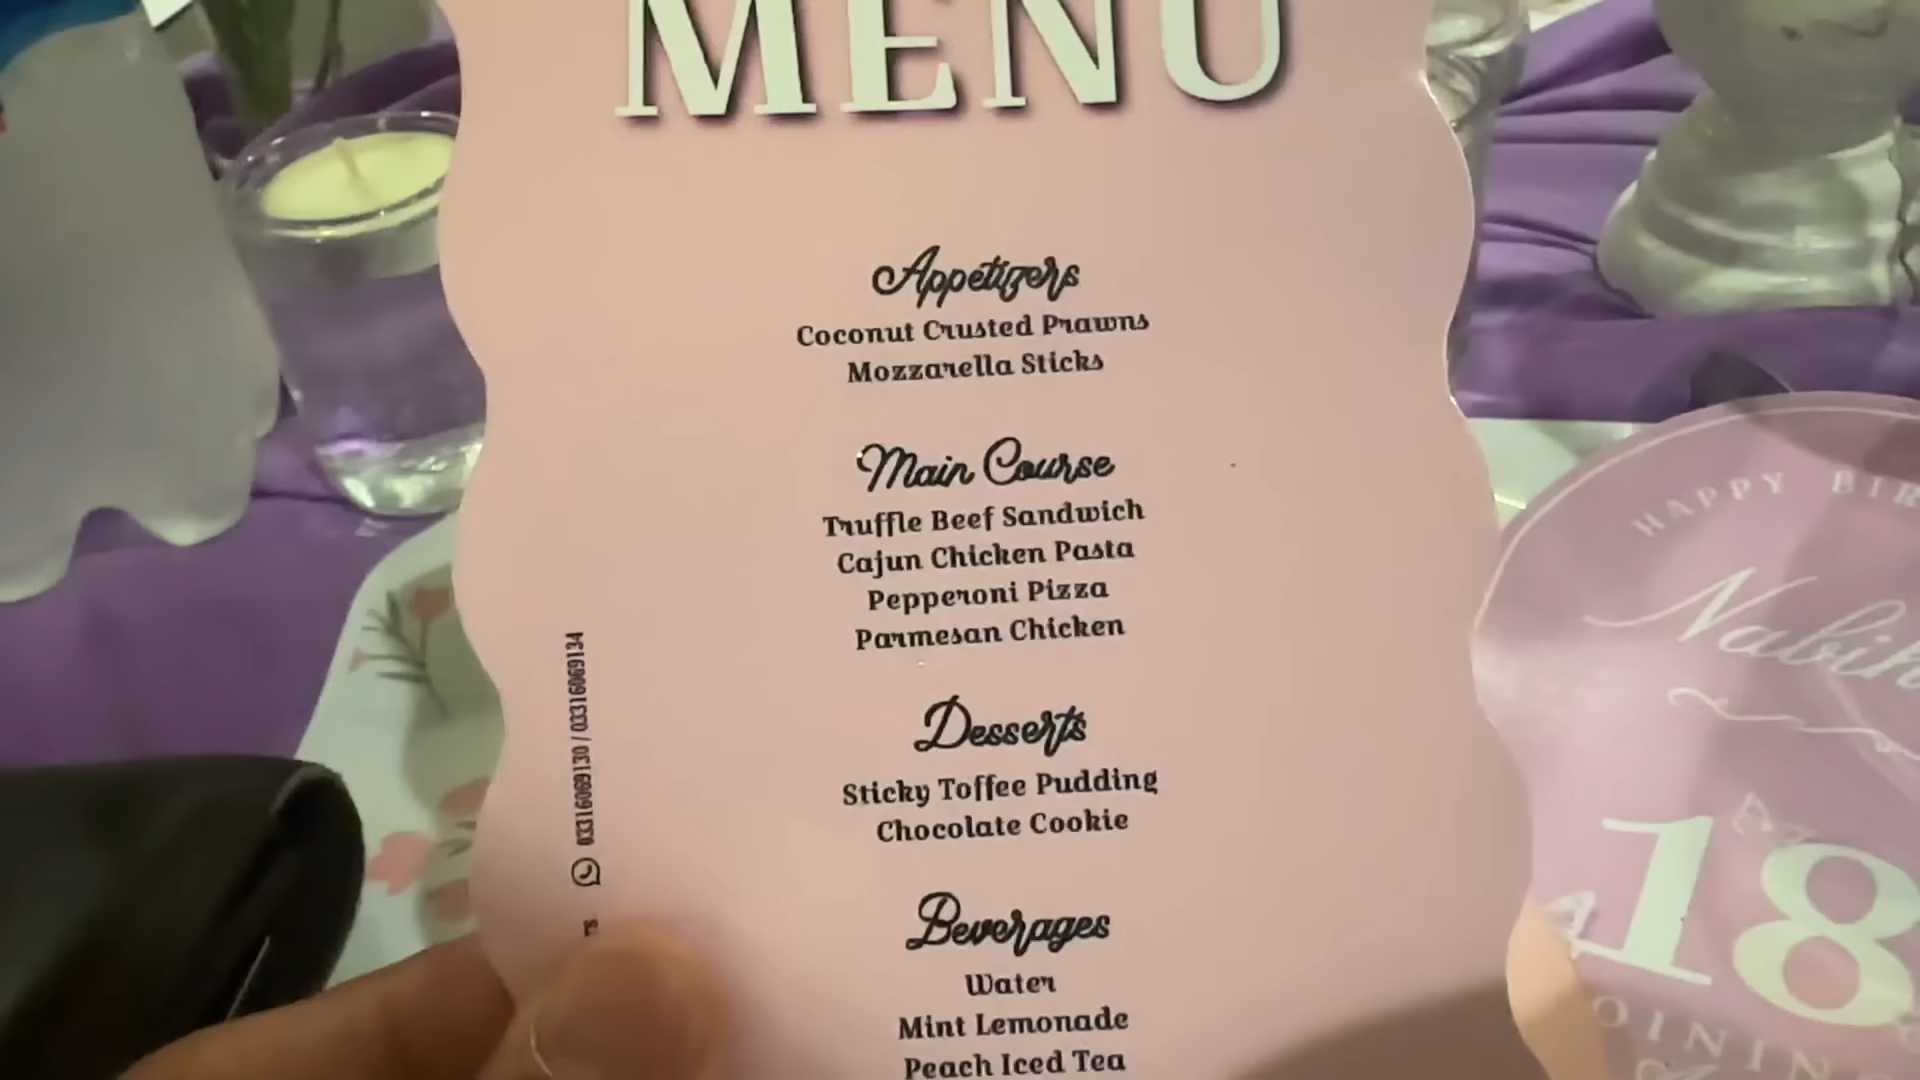 MENU
Appetizers
Coconut Crusted Prawns
Mozzarella Sticks
Main Course
Truffle Beef Sandwich
Cajun Chicken Pasta
Pepperoni Pizza
Parmesan Chicken
Desserts
Sticky Toffee Pudding
Chocolate Cookie
Beverages
Water
Mint Lemonade
Peach Iced Tea
03316069130 / 03316069134
HAPPY
18